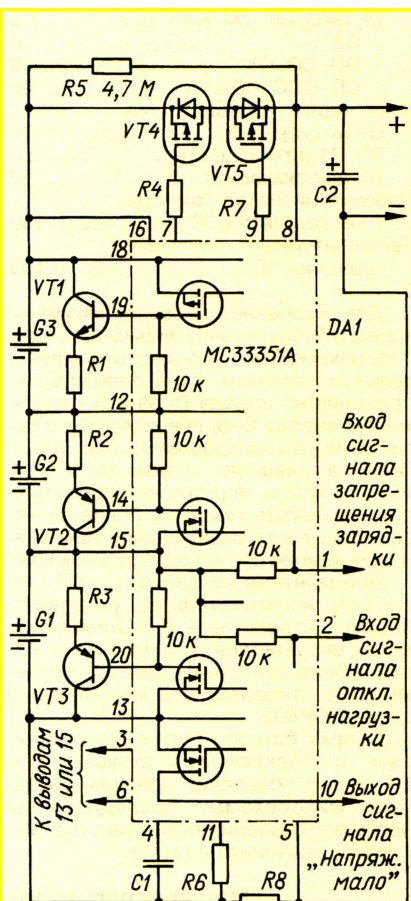 R5 4,7 М
VT4
VT5
+
–
C2
R4
R7
16 7 9 8
18
VT1
19
DA1
G3
MC33351A
R1
10 к
12
R2
10 к
14
G2
VT2
15
Вход
сиг-
нала
запре-
щения
заряд-
ки
10 к
1
R3
G1
10 к
10 к
2
20
Вход
сиг-
нала
откл.
нагруз-
ки
VT3
13
3
К выводам
13 или 15
6
10
Выход
сиг-
нала
„Напряж.
мало"
4 11 5
C1
R6
R8